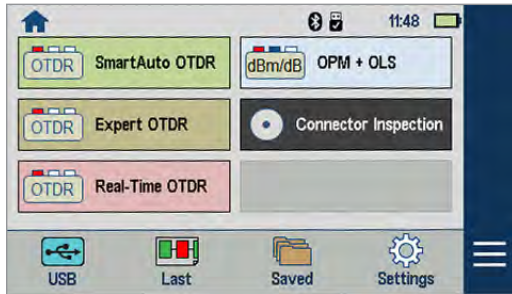 11:48
OTDR SmartAuto OTDR
dBm/dB OPM + OLS
OTDR Expert OTDR
Connector Inspection
OTDR Real-Time OTDR
USB
Last
Saved
Settings